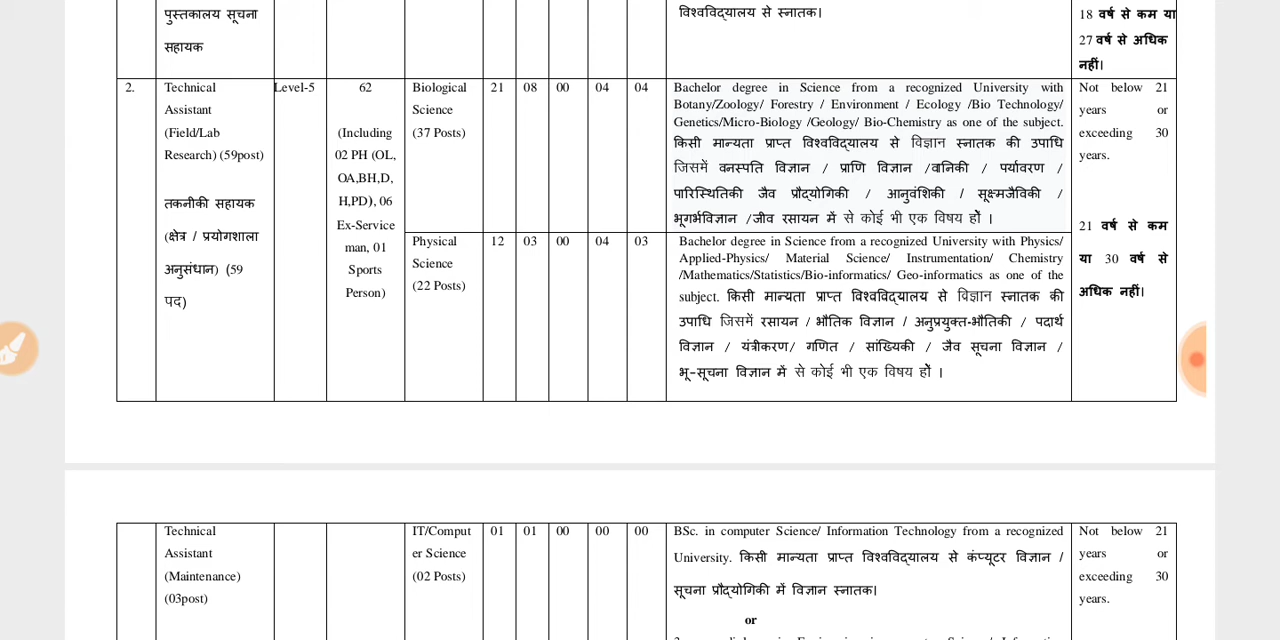 पुस्तकालय सूचना
सहायक
विश्वविद्यालय से स्नातक।
18 वर्ष से कम या
27 वर्ष से अधिक
नहीं।
2.
Technical
Assistant
(Field/Lab
Research) (59post)
तकनीकी सहायक
(क्षेत्र / प्रयोगशाला
अनुसंधान) (59
पद)
Level-5
62
(Including
02 PH (OL,
OA,BH,D,
H,PD), 06
Ex-Service
man, 01
Sports
Person)
Biological
Science
(37 Posts)
21 08 00 04 04
Bachelor degree in Science from a recognized University with
Botany/Zoology/ Forestry / Environment / Ecology /Bio Technology/
Genetics/Micro-Biology /Geology/ Bio-Chemistry as one of the subject.
किसी मान्यता प्राप्त विश्वविद्यालय से विज्ञान स्नातक की उपाधि
जिसमें वनस्पति विज्ञान / प्राणि विज्ञान /वानिकी / पर्यावरण /
पारिस्थितिकी जैव प्रौद्योगिकी / आनुवंशिकी / सूक्ष्मजैविकी /
भूगर्भविज्ञान /जीव रसायन में से कोई भी एक विषय हों ।
Not below 21
years or
exceeding 30
years.
21 वर्ष से कम
या 30 वर्ष से
अधिक नहीं।
Physical
Science
(22 Posts)
12 03 00 04 03
Bachelor degree in Science from a recognized University with Physics/
Applied-Physics/ Material Science/ Instrumentation/ Chemistry
/Mathematics/Statistics/Bio-informatics/ Geo-informatics as one of the
subject. किसी मान्यता प्राप्त विश्वविद्यालय से विज्ञान स्नातक की
उपाधि जिसमें रसायन / भौतिक विज्ञान / अनुप्रयुक्त-भौतिकी / पदार्थ
विज्ञान / यंत्रीकरण/ गणित / सांख्यिकी / जैव सूचना विज्ञान /
भू-सूचना विज्ञान में से कोई भी एक विषय हों ।
Technical
Assistant
(Maintenance)
(03post)
IT/Comput
er Science
(02 Posts)
01 01 00 00 00
BSc. in computer Science/ Information Technology from a recognized
University. किसी मान्यता प्राप्त विश्वविद्यालय से कंप्यूटर विज्ञान /
सूचना प्रौद्योगिकी में विज्ञान स्नातक।
or
Not below 21
years or
exceeding 30
years.